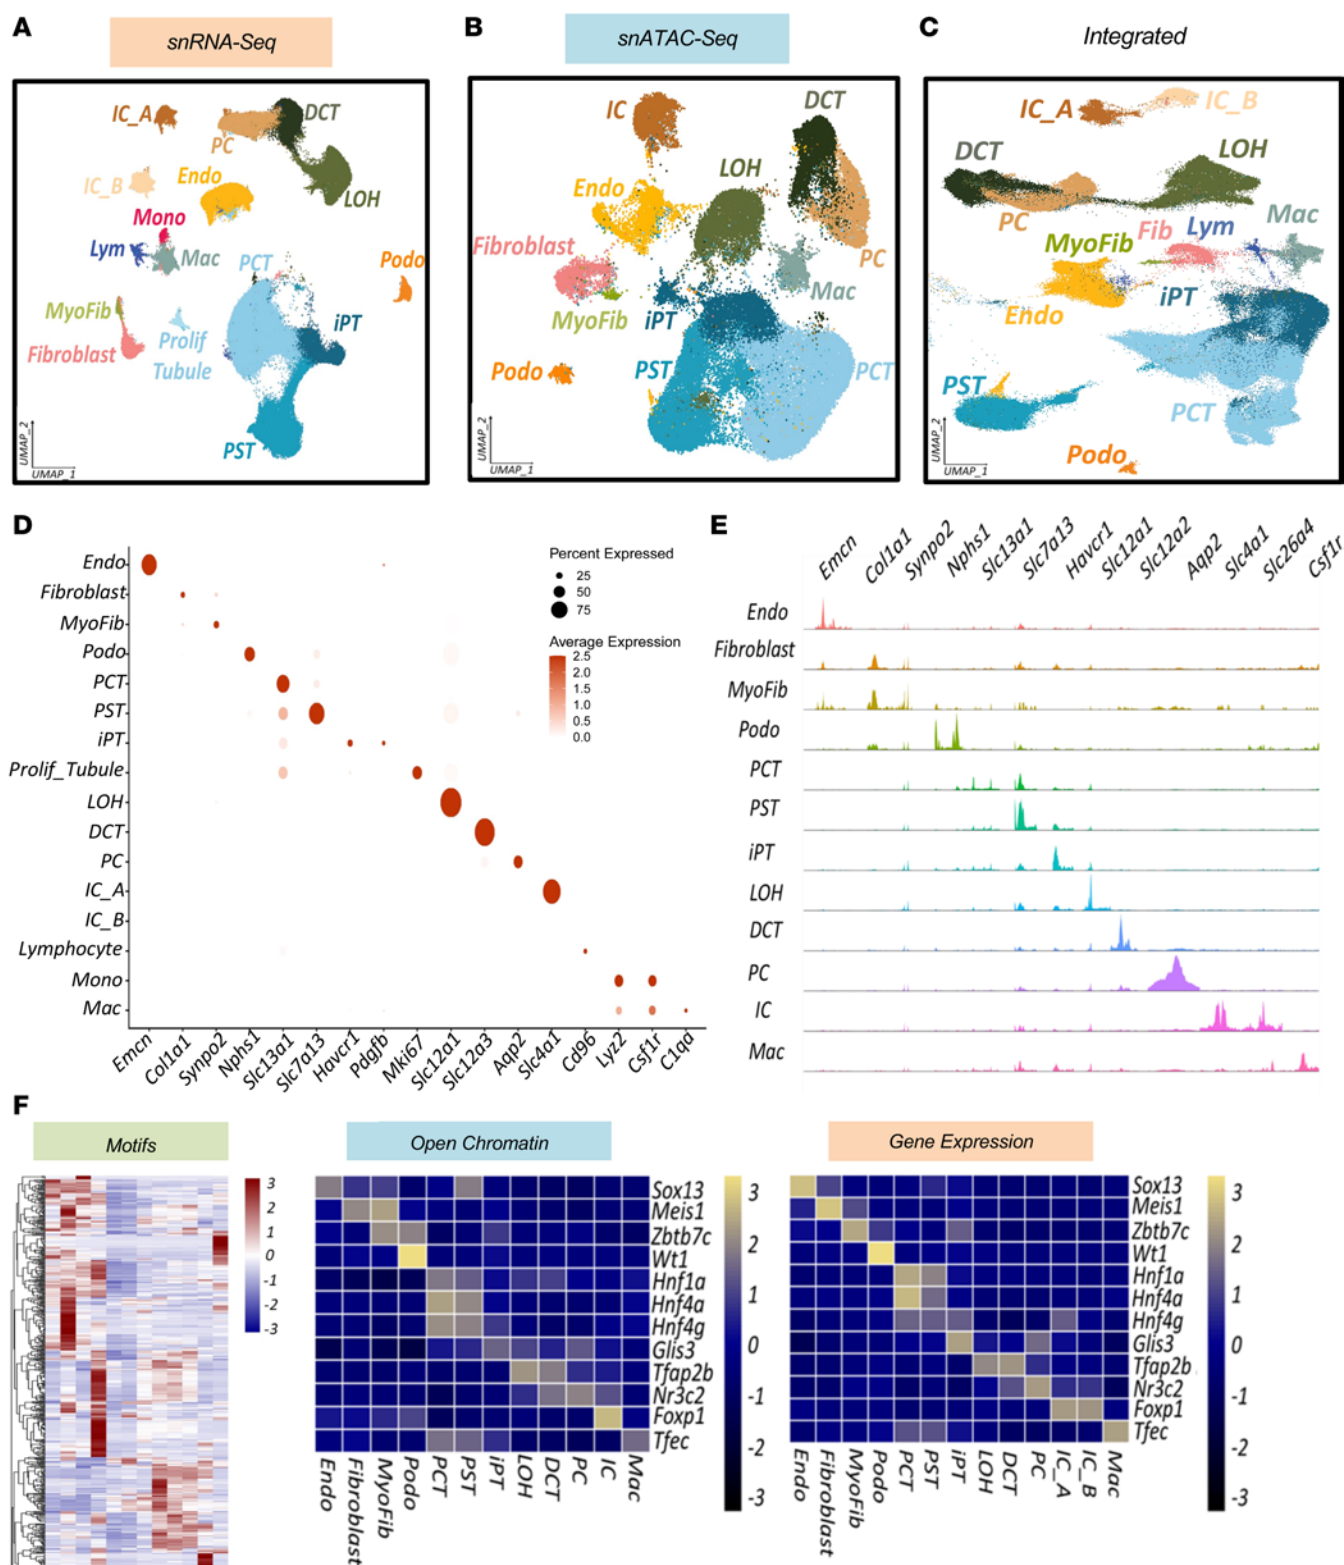 A
snRNA-Seq
IC_A
DCT
PC
LOH
IC_B
Endo
Mono
Lym
Mac
PCT
Podo
MyoFib
Prolif
Tubule
iPT
Fibroblast
PST
UMAP_2
UMAP_1
B
snATAC-Seq
IC
DCT
LOH
Endo
Fibroblast
PC
Mac
MyoFib
iPT
Podo
PST
PCT
UMAP_2
UMAP_1
C
Integrated
IC_A
IC_B
DCT
LOH
PC
MyoFib
Fib
Lym
Mac
Endo
iPT
PST
PCT
Podo
UMAP_2
UMAP_1
D
Endo
Fibroblast
MyoFib
Podo
PCT
PST
iPT
Prolif_Tubule
LOH
DCT
PC
IC_A
IC_B
Lymphocyte
Mono
Mac
Emcn
Col1a1
Synpo2
Nphs1
Slc13a1
Slc7a13
Havcr1
Pdgfb
Mki67
Slc12a1
Slc12a3
Aqp2
Slc4a1
Cd96
Lyz2
Csf1r
C1qa
Percent Expressed
25
50
75
Average Expression
2.5
2.0
1.5
1.0
0.5
0.0
E
Emcn
Col1a1
Synpo2
Nphs1
Slc13a1
Slc7a13
Havcr1
Slc12a1
Slc12a2
Aqp2
Slc4a1
Slc26a4
Csf1r
Endo
Fibroblast
MyoFib
Podo
PCT
PST
iPT
LOH
DCT
PC
IC
Mac
F
Motifs
3
2
1
0
-1
-2
-3
Open Chromatin
Sox13
Meis1
Zbtb7c
Wt1
Hnf1a
Hnf4a
Hnf4g
Glis3
Tfap2b
Nr3c2
Foxp1
Tfec
Endo
Fibroblast
MyoFib
Podo
PCT
PST
iPT
LOH
DCT
PC
IC
Mac
3
2
1
0
-1
-2
-3
Gene Expression
Sox13
Meis1
Zbtb7c
Wt1
Hnf1a
Hnf4a
Hnf4g
Glis3
Tfap2b
Nr3c2
Foxp1
Tfec
Endo
Fibroblast
MyoFib
Podo
PCT
PST
iPT
LOH
DCT
PC
IC_A
IC_B
Mac
3
2
1
0
-1
-2
-3